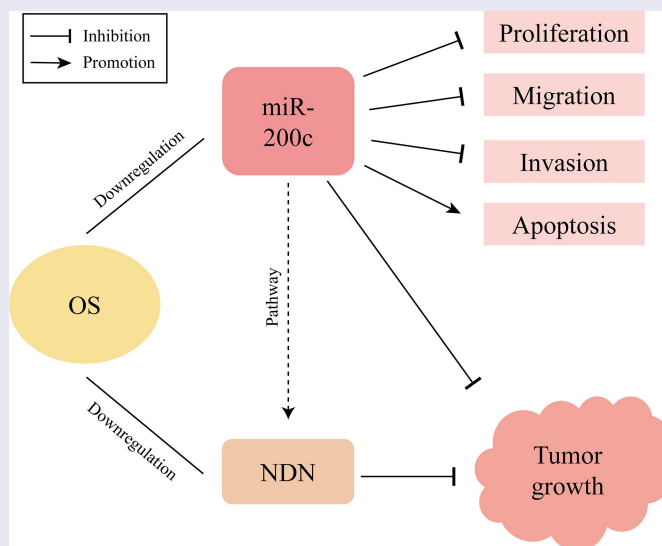 Inhibition
Promotion
miR-
200c
Proliferation
Migration
Invasion
Apoptosis
Downregulation
OS
Pathway
Downregulation
NDN
Tumor
growth